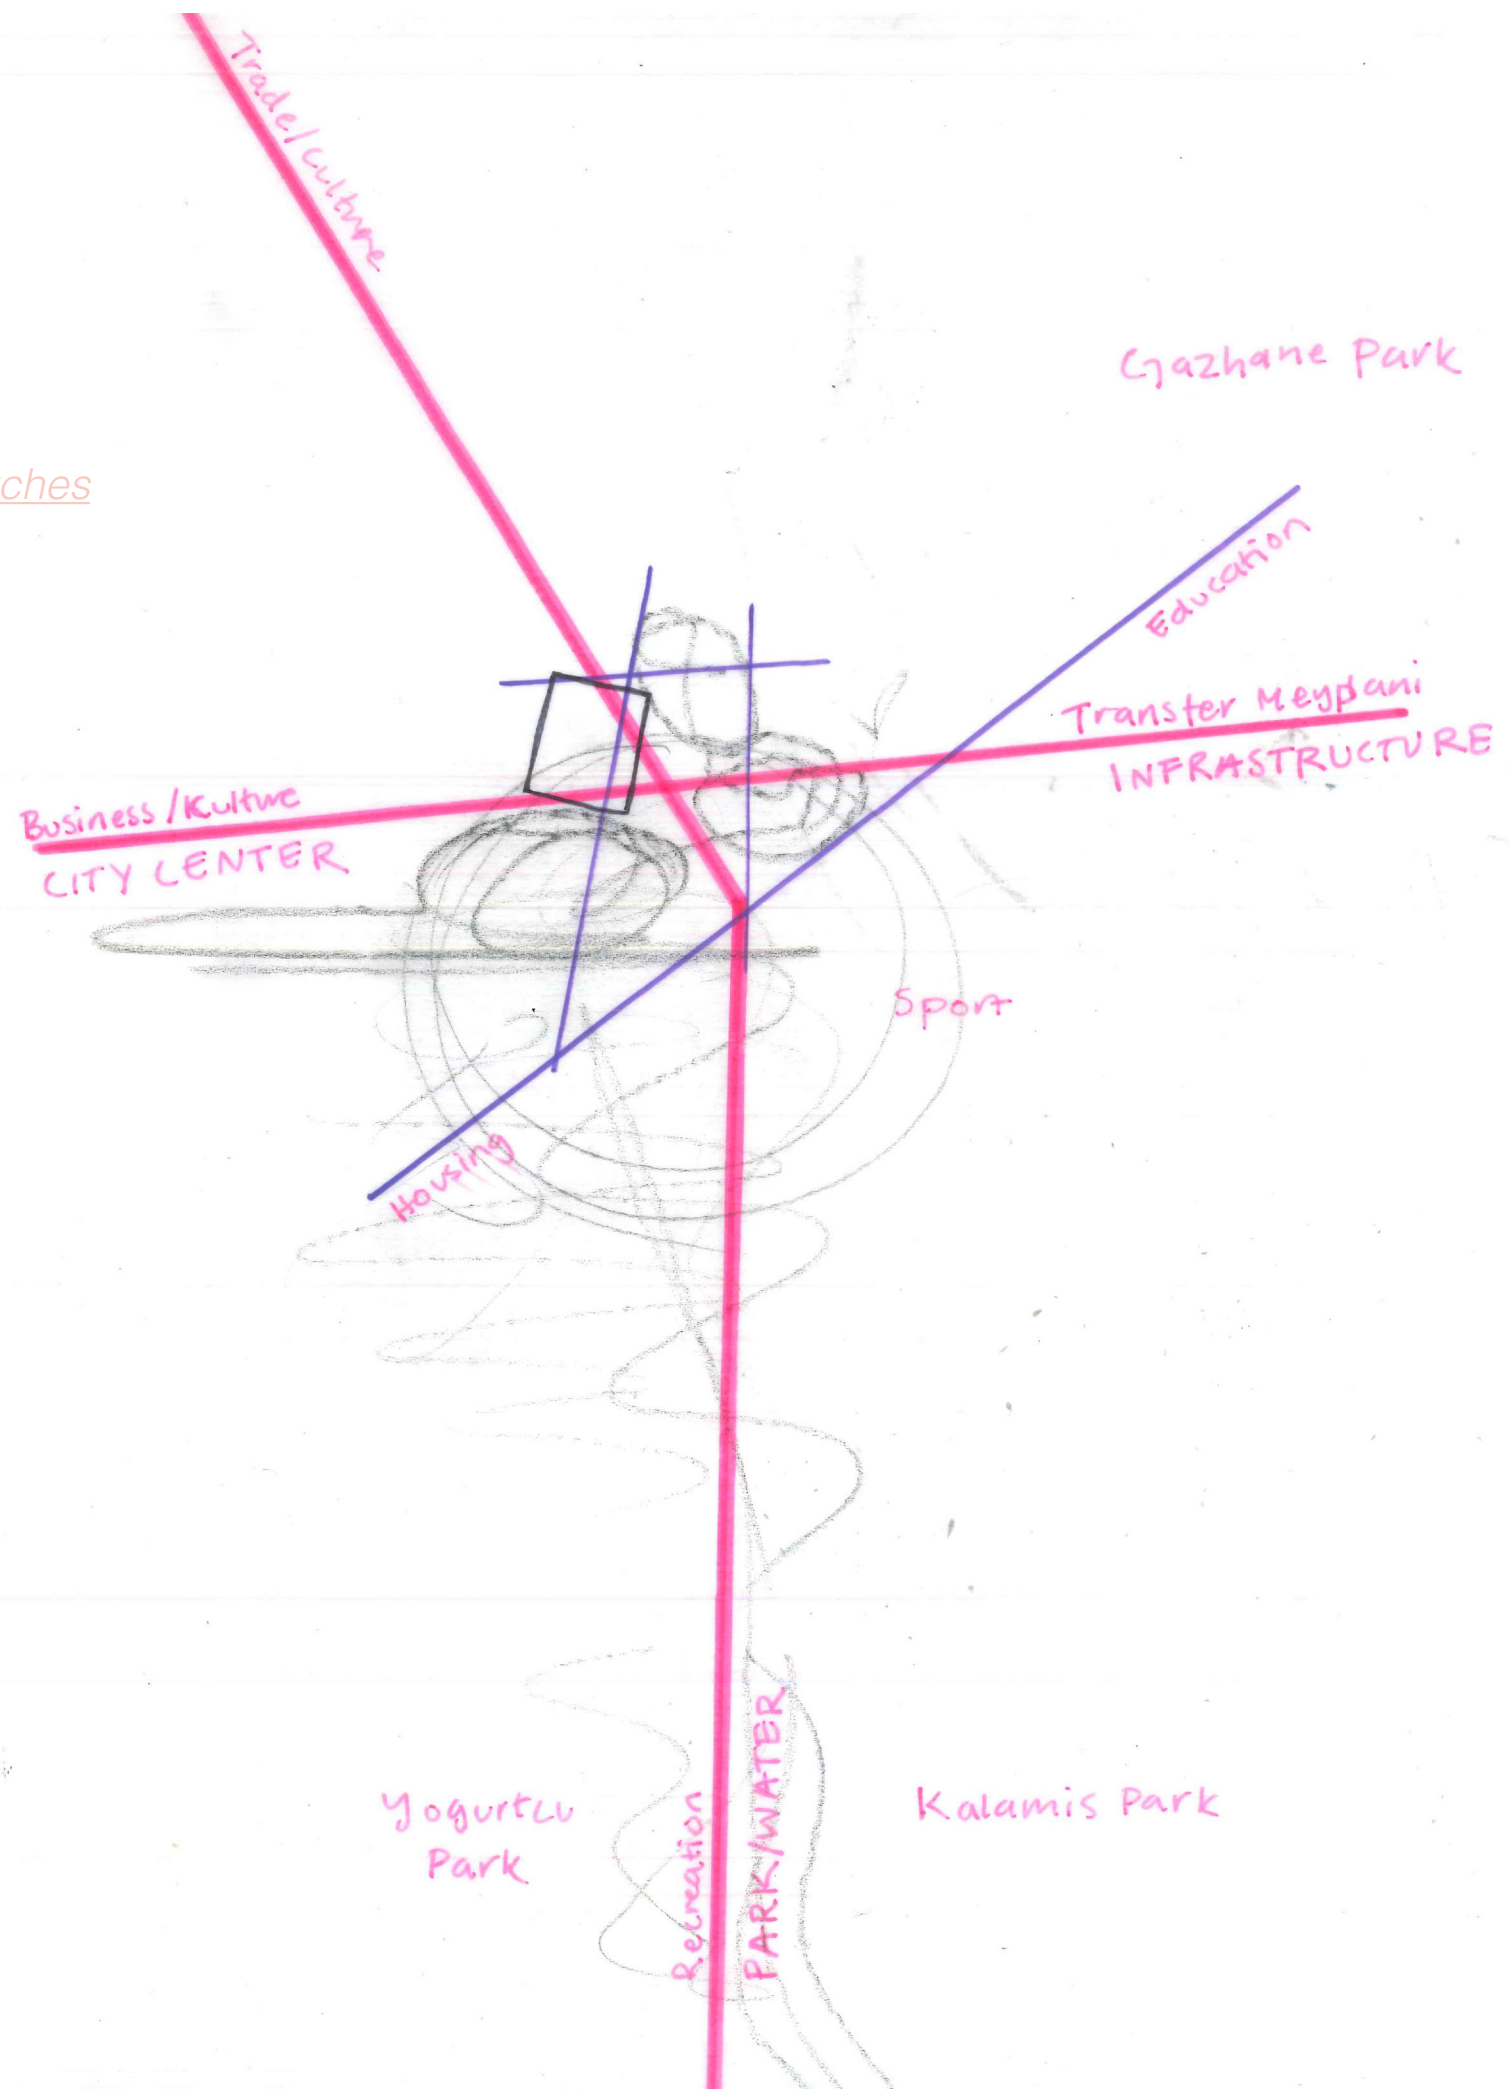 Trade/Culture
Gazhane Park
ches
Education
Transfer Meydani
INFRASTRUCTURE
Business/Kulture
CITY CENTER
Sport
Housing
Yogurtcu
Park
Recreation
PARK/WATER
Kalamis Park